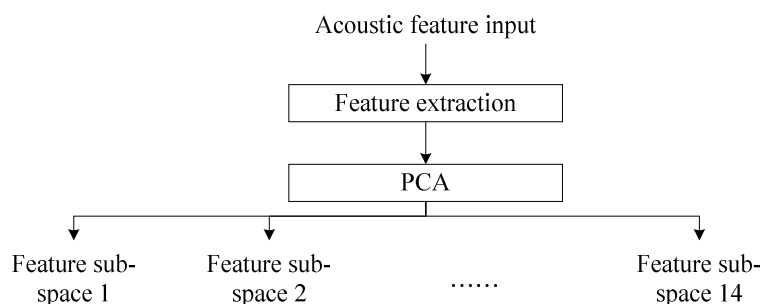 Acoustic feature input
Feature extraction
PCA
Feature sub-
space 1
Feature sub-
space 2
......
Feature sub-
space 14